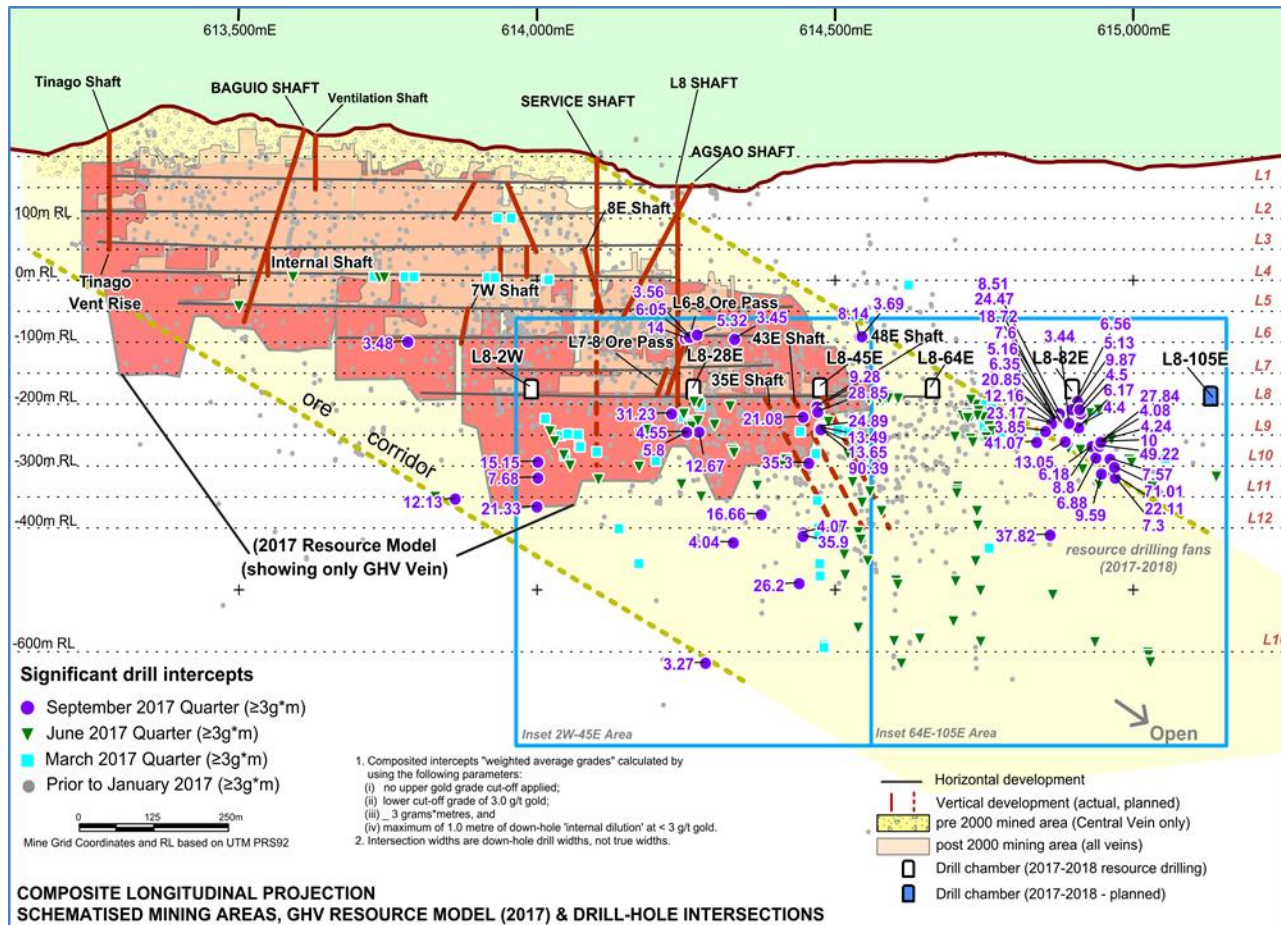 613,500mE
614,000mE
614,500mE
615,000mE
Tinago Shaft
BAGUIO SHAFT
Ventilation Shaft
SERVICE SHAFT
L8 SHAFT
AGSAO SHAFT
L1
100m RL
8E Shaft
L2
L3
0m RL
Internal Shaft
L4
Tinago
Vent Rise
7W Shaft
3.56
6.05
14
L6-8 Ore Pass
5.32
3.45
8.14
3.69
8.51
24.47
18.72
7.6
5.16
6.35
20.85
12.16
23.17
3.85
41.07
13.05
3.44
6.56
5.13
9.87
4.5
6.17
4.4
27.84
4.08
4.24
10
49.22
7.57
71.01
22.11
7.3
6.18
8.8
6.88
9.59
L5
-100m RL
3.48
L7-8 Ore Pass
43E Shaft
48E Shaft
L6
L8-2W
L8-28E
35E Shaft
L8-45E
Shaft
L8-64E
L8-82E
L8-105E
L7
-200m RL
L8
9.28
28.85
31.23
21.08
24.89
13.49
13.65
90.39
4.55
5.8
12.67
35.3
L9
ore
corridor
-300m RL
15.15
7.68
L10
12.13
21.33
L11
-400m RL
16.66
4.07
35.9
4.04
37.82
L12
(2017 Resource Model
(showing only GHV Vein)
resource drilling fans
(2017-2018)
26.2
-600m RL
3.27
Significant drill intercepts
September 2017 Quarter (≥3g*m)
June 2017 Quarter (≥3g*m)
March 2017 Quarter (≥3g*m)
Prior to January 2017 (≥3g*m)
0 125 250m
Mine Grid Coordinates and RL based on UTM PRS92
Inset 2W-45E Area
Inset 64E-105E Area
Open
1. Composited intercepts "weighted average grades" calculated by
using the following parameters:
(i) no upper gold grade cut-off applied;
(ii) lower cut-off grade of 3.0 g/t gold;
(iii) _ 3 grams*metres, and
(iv) maximum of 1.0 metre of down-hole 'internal dilution' at < 3 g/t gold.
2. Intersection widths are down-hole drill widths, not true widths.
Horizontal development
Vertical development (actual, planned)
pre 2000 mined area (Central Vein only)
post 2000 mining area (all veins)
Drill chamber (2017-2018 resource drilling)
Drill chamber (2017-2018 - planned)
COMPOSITE LONGITUDINAL PROJECTION
SCHEMATISED MINING AREAS, GHV RESOURCE MODEL (2017) & DRILL-HOLE INTERSECTIONS